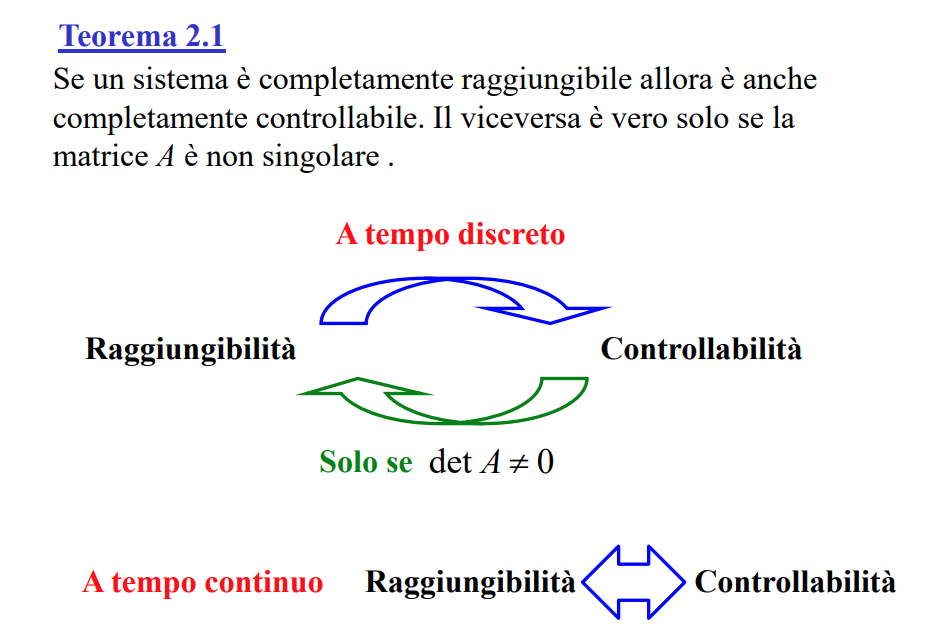 Teorema 2.1
Se un sistema è completamente raggiungibile allora è anche
completamente controllabile. Il viceversa è vero solo se la
matrice A è non singolare .
A tempo discreto
Raggiungibilità Controllabilità
Solo se det A ≠ 0
A tempo continuo Raggiungibilità Controllabilità